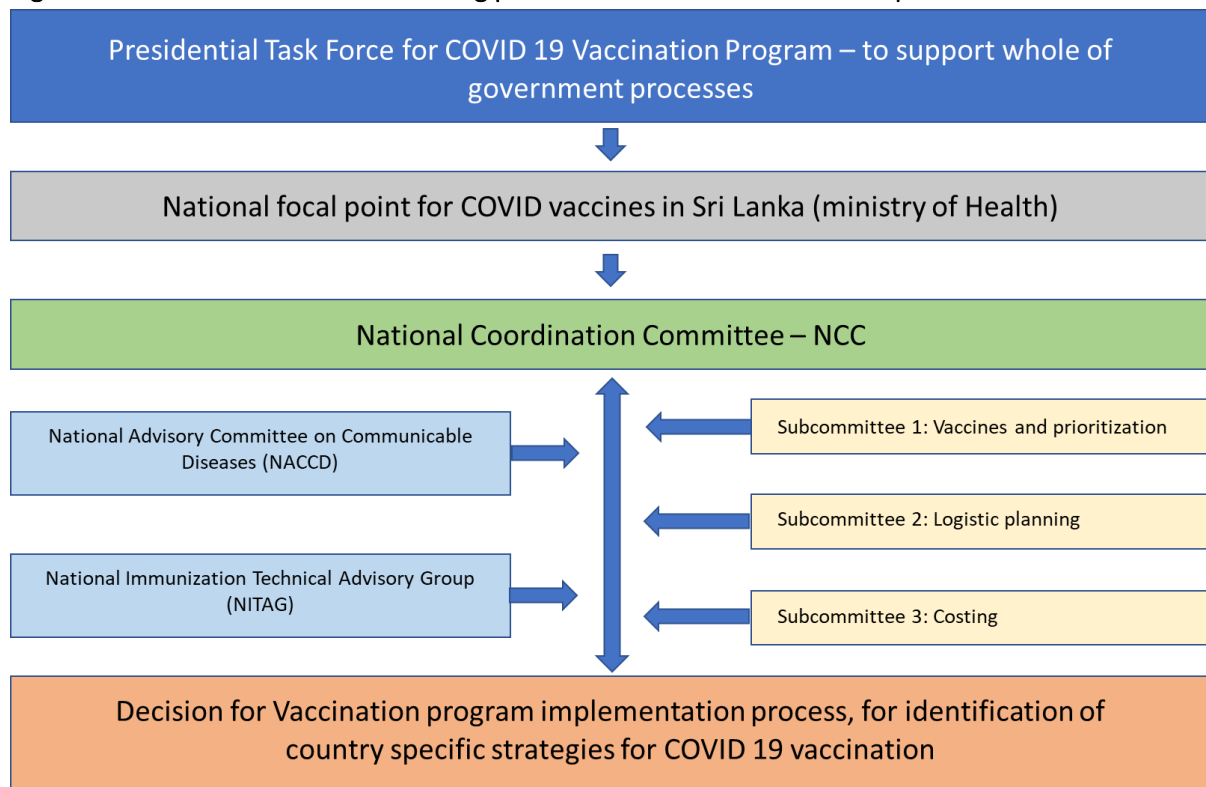 Presidential Task Force for COVID 19 Vaccination Program – to support whole of
government processes
National focal point for COVID vaccines in Sri Lanka (ministry of Health)
National Coordination Committee – NCC
National Advisory Committee on Communicable
Diseases (NACCD)
National Immunization Technical Advisory Group
(NITAG)
Subcommittee 1: Vaccines and prioritization
Subcommittee 2: Logistic planning
Subcommittee 3: Costing
Decision for Vaccination program implementation process, for identification of
country specific strategies for COVID 19 vaccination